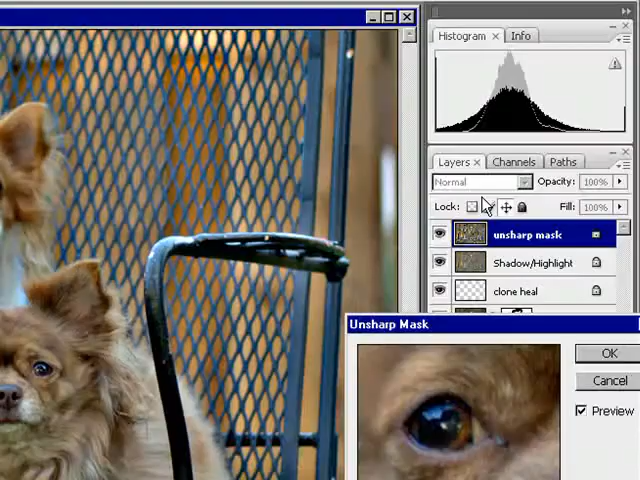 Histogram × Info
Layers × Channels Paths
Normal Opacity: 100%
Lock: Fill: 100%
unsharp mask
Shadow/Highlight
clone heal
Unsharp Mask
OK
Cancel
Preview